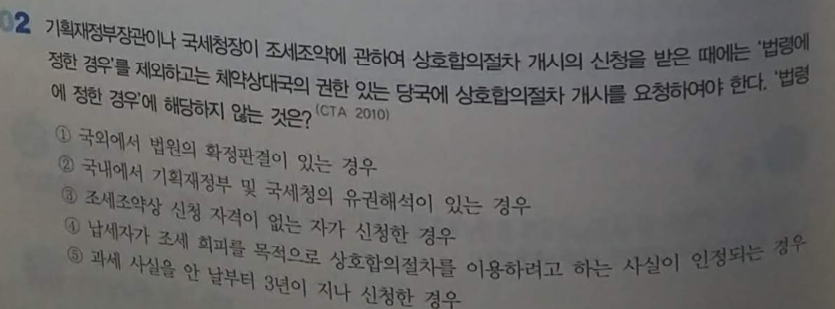 02 기획재정부장관이나 국세청장이 조세조약에 관하여 상호합의절차 개시의 신청을 받은 때에는 '법령에
정한 경우'를 제외하고는 체약상대국의 권한 있는 당국에 상호합의절차 개시를 요청하여야 한다. '법령
에 정한 경우'에 해당하지 않는 것은? (CTA 2010)
① 국외에서 법원의 확정판결이 있는 경우
② 국내에서 기획재정부 및 국세청의 유권해석이 있는 경우
③ 조세조약상 신청 자격이 없는 자가 신청한 경우
④ 납세자가 조세 회피를 목적으로 상호합의절차를 이용하려고 하는 사실이 인정되는 경우
⑤ 과세 사실을 안 날부터 3년이 지나 신청한 경우